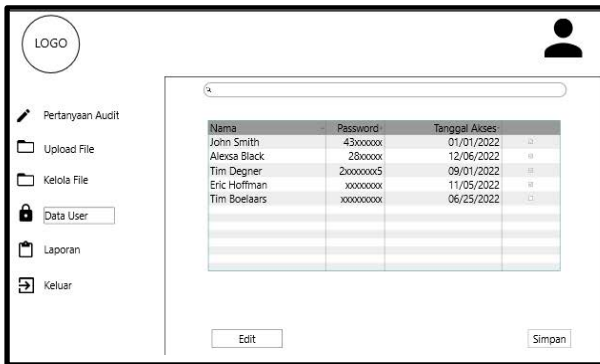 LOGO
Pertanyaan Audit
Upload File
Kelola File
Data User
Laporan
Keluar
Nama Password Tanggal Akses
John Smith 43xxxxxx 01/01/2022
Alexsa Black 28xxxxx 12/06/2022
Tim Degner 2xxxxxxx5 09/01/2022
Eric Hoffman xxxxxxxx 11/05/2022
Tim Boelaars xxxxxxxxx 06/25/2022
Edit Simpan